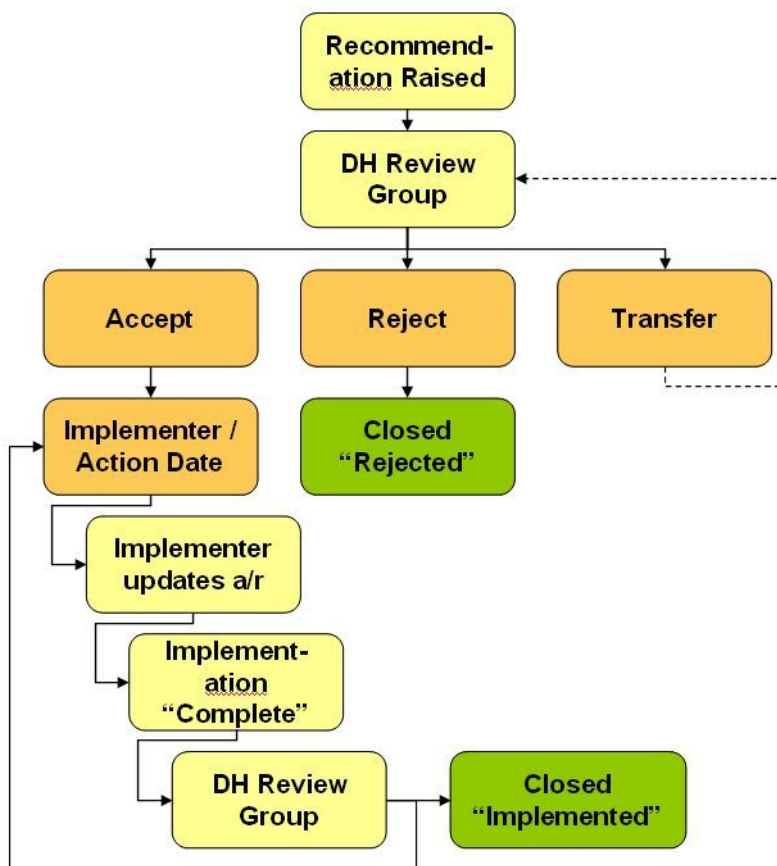 Recommend-
ation Raised
DH Review
Group
Accept
Reject
Transfer
Implementer /
Action Date
Closed
“Rejected”
Implementer
updates a/r
Implement-
ation
“Complete”
DH Review
Group
Closed
“Implemented”